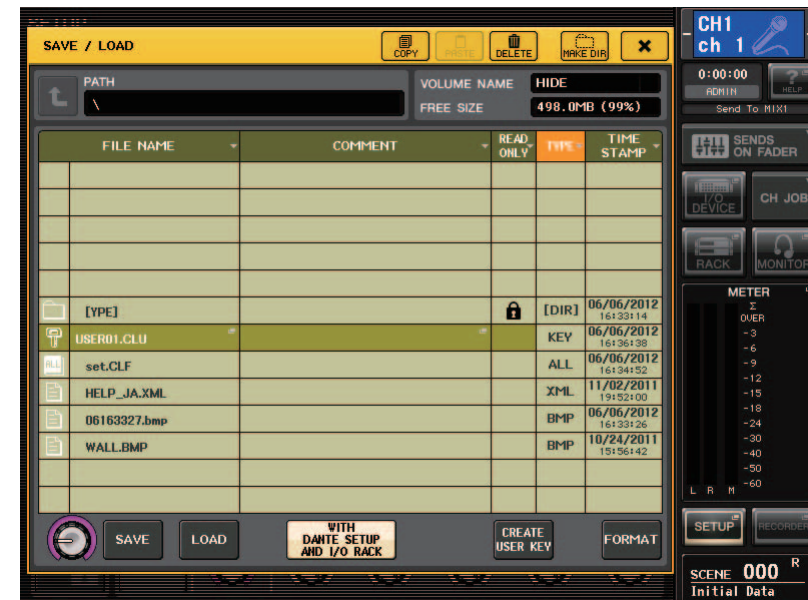 SAVE / LOAD
COPY
PASTE
DELETE
MAKE DIR
PATH
\
VOLUME NAME HIDE
FREE SIZE 498.0MB (99%)
FILE NAME COMMENT READ ONLY TYPE TIME STAMP
[YPE] [DIR] 06/06/2012 16:33:14
USER01.CLU KEY 06/06/2012 16:36:38
ALL set.CLF ALL 06/06/2012 16:34:52
HELP_JA.XML XML 11/02/2011 19:52:00
06163327.bmp BMP 06/06/2012 16:33:26
WALL.BMP BMP 10/24/2011 15:56:42
SAVE
LOAD
WITH
DANTE SETUP
AND I/O RACK
CREATE
USER KEY
FORMAT
CH1
ch 1
0:00:00
ADMIN
?
HELP
Send To MIX1
SENDS
ON FADER
I/O
DEVICE
CH JOB
RACK
MONITOR
METER
Σ
OVER
-3
-6
-9
-12
-15
-18
-24
-30
-40
-50
-60
L R M
SETUP
RECORDER
SCENE 000 R
Initial Data